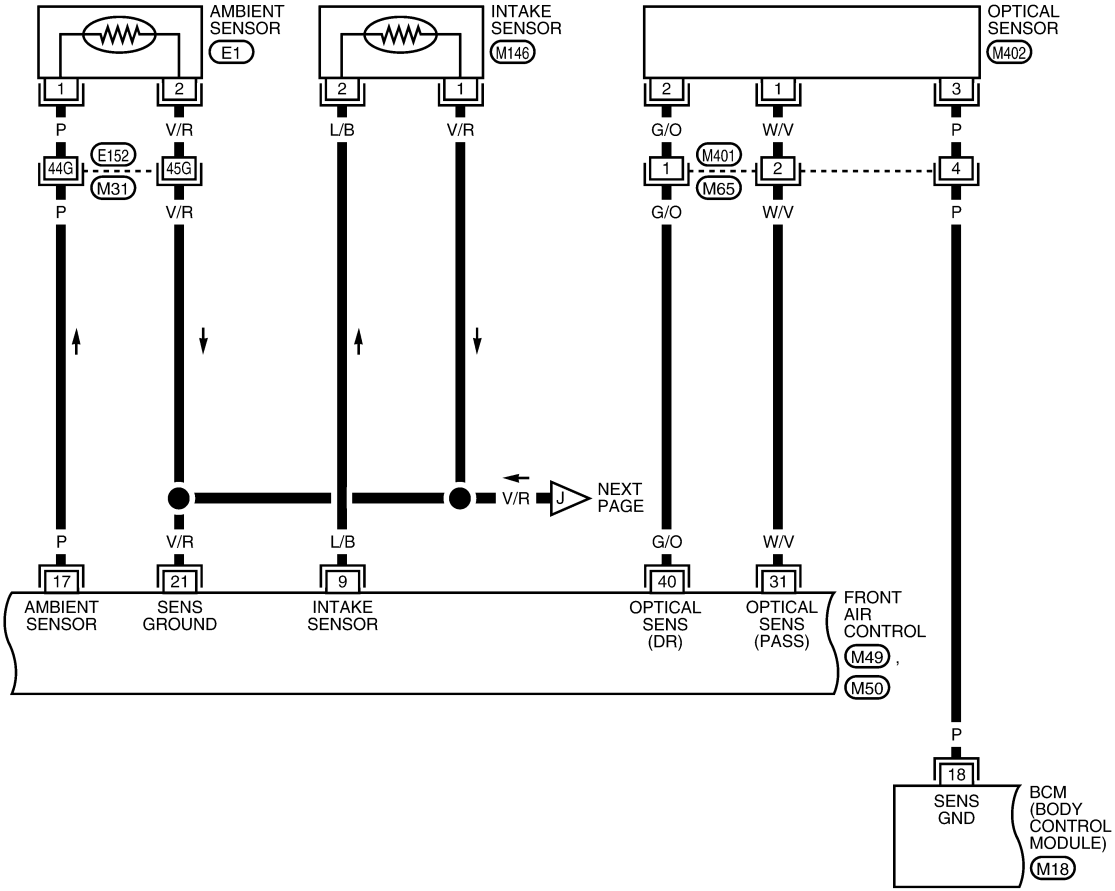 AMBIENT
SENSOR
E1
INTAKE
SENSOR
M146
OPTICAL
SENSOR
M402
1 2 2 1 2 1 3
P V/R L/B V/R G/O W/V P
44G E152 45G 1 M401 2 4
M31 M65
P V/R G/O W/V P
V/R J NEXT
PAGE
P V/R L/B G/O W/V
17 21 9 40 31
AMBIENT
SENSOR
SENS
GROUND
INTAKE
SENSOR
OPTICAL
SENS
(DR)
OPTICAL
SENS
(PASS)
FRONT
AIR
CONTROL
M49 ,
M50
P
18
SENS
GND
BCM
(BODY
CONTROL
MODULE)
M18